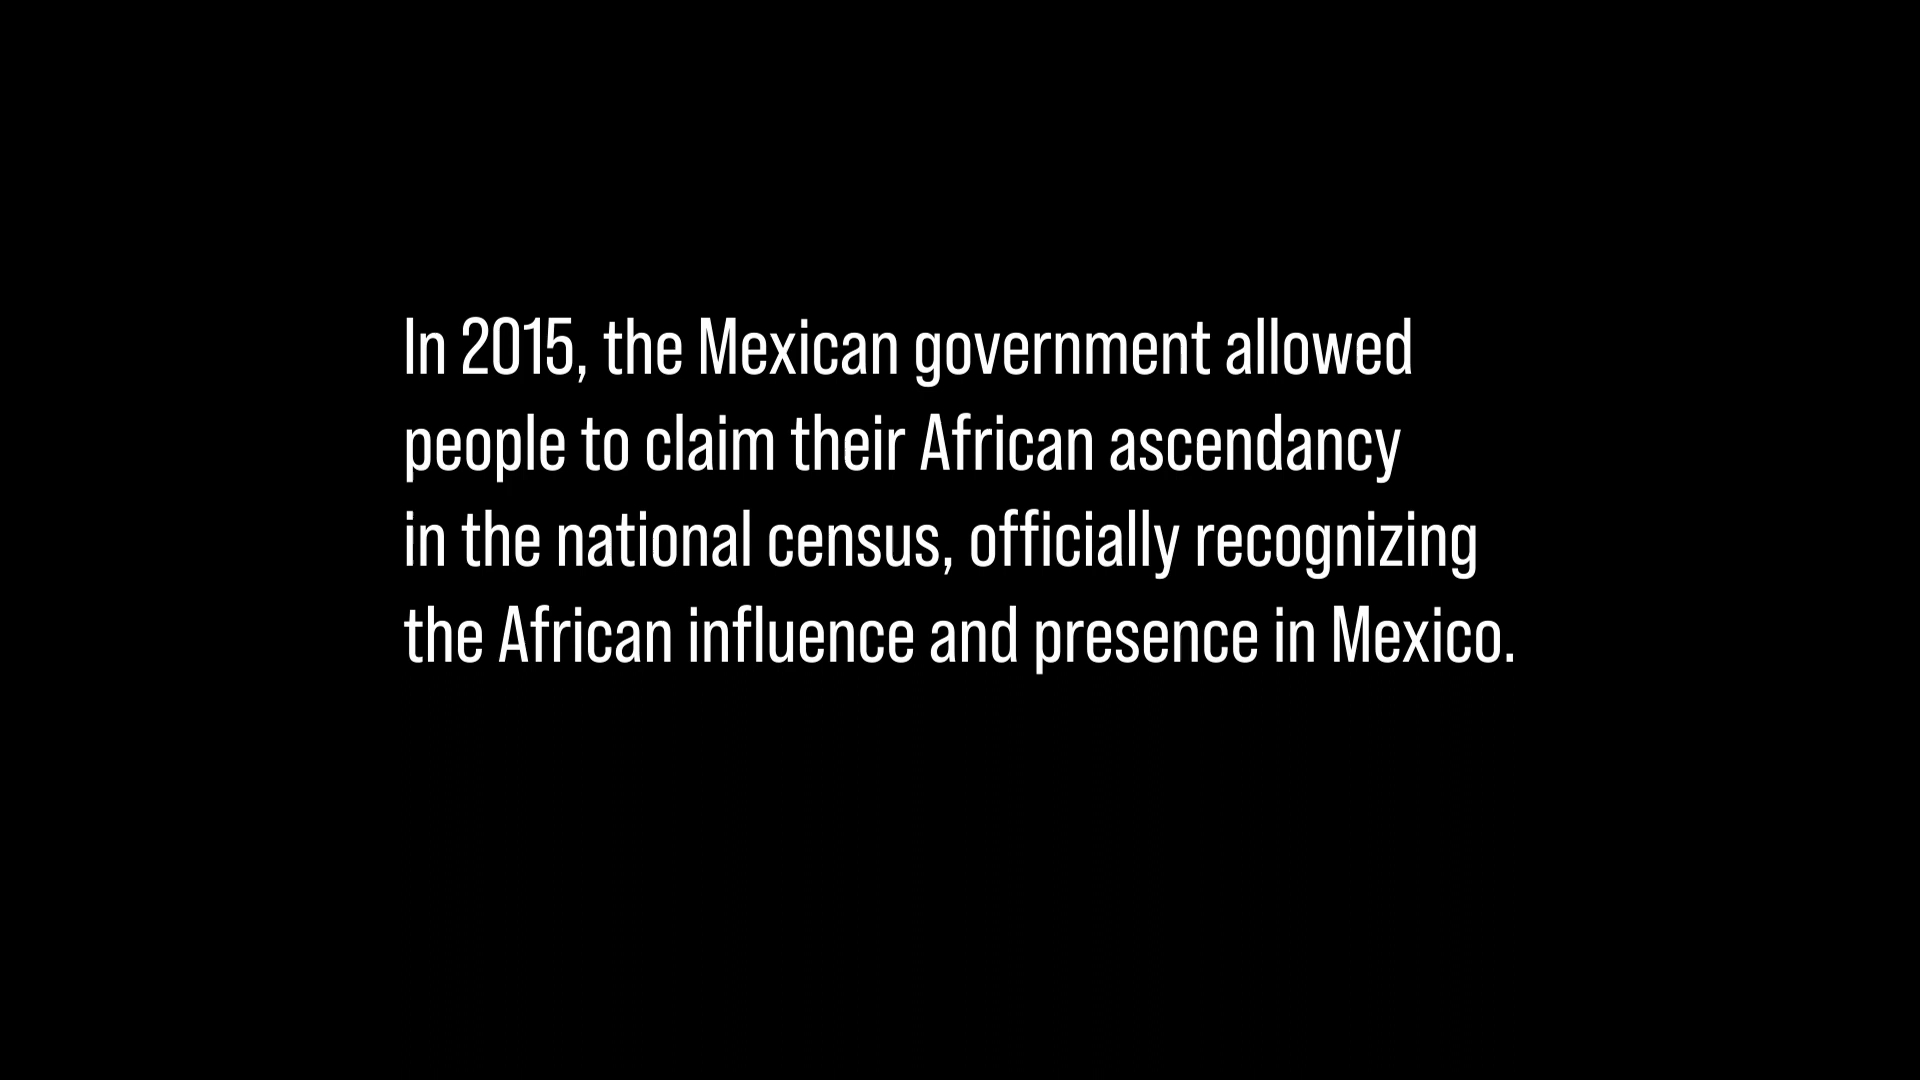 In 2015, the Mexican government allowed
people to claim their African ascendancy
in the national census, officially recognizing
the African influence and presence in Mexico.